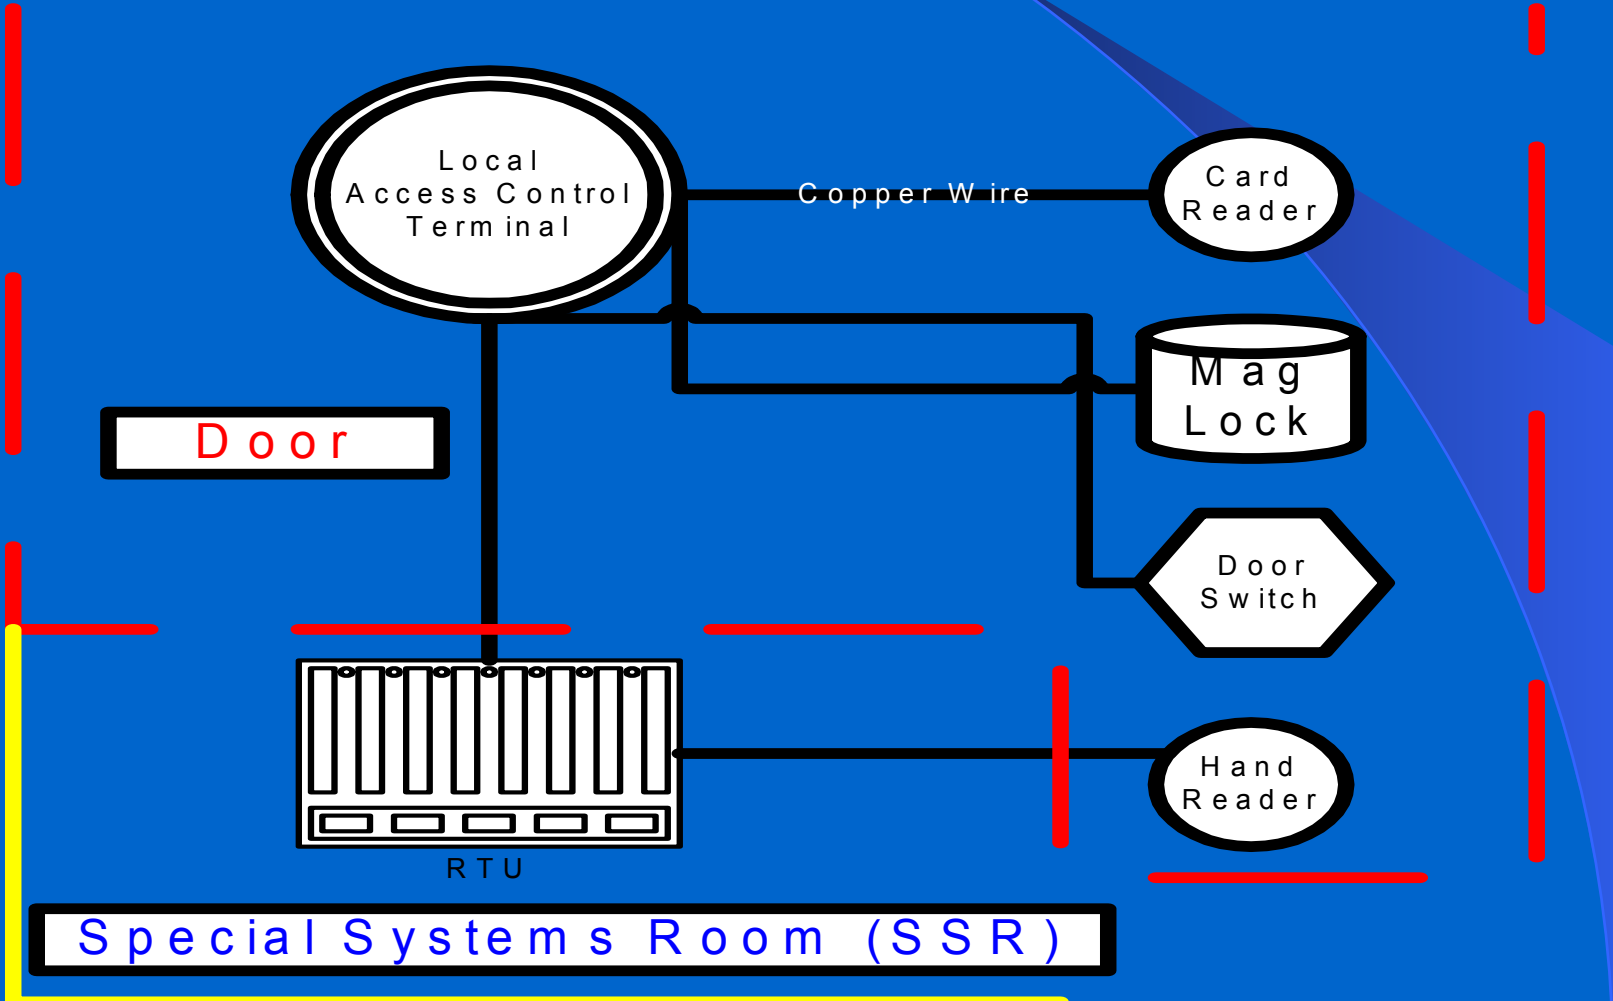 Local
Access Control
Terminal
Copper Wire
Card
Reader
Mag
Lock
Door
Door
Switch
Hand
Reader
RTU
Special Systems Room (SSR)